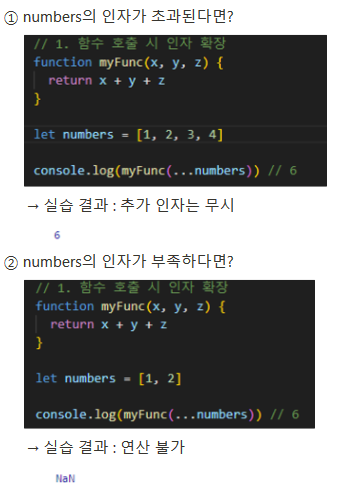 ① numbers의 인자가 초과된다면?
// 1. 함수 호출 시 인자 확장
function myFunc(x, y, z) {
  return x + y + z
}
let numbers = [1, 2, 3, 4]
console.log(myFunc(...numbers)) // 6
→ 실습 결과 : 추가 인자는 무시
6
② numbers의 인자가 부족하다면?
// 1. 함수 호출 시 인자 확장
function myFunc(x, y, z) {
  return x + y + z
}
let numbers = [1, 2]
console.log(myFunc(...numbers)) // 6
→ 실습 결과 : 연산 불가
NaN